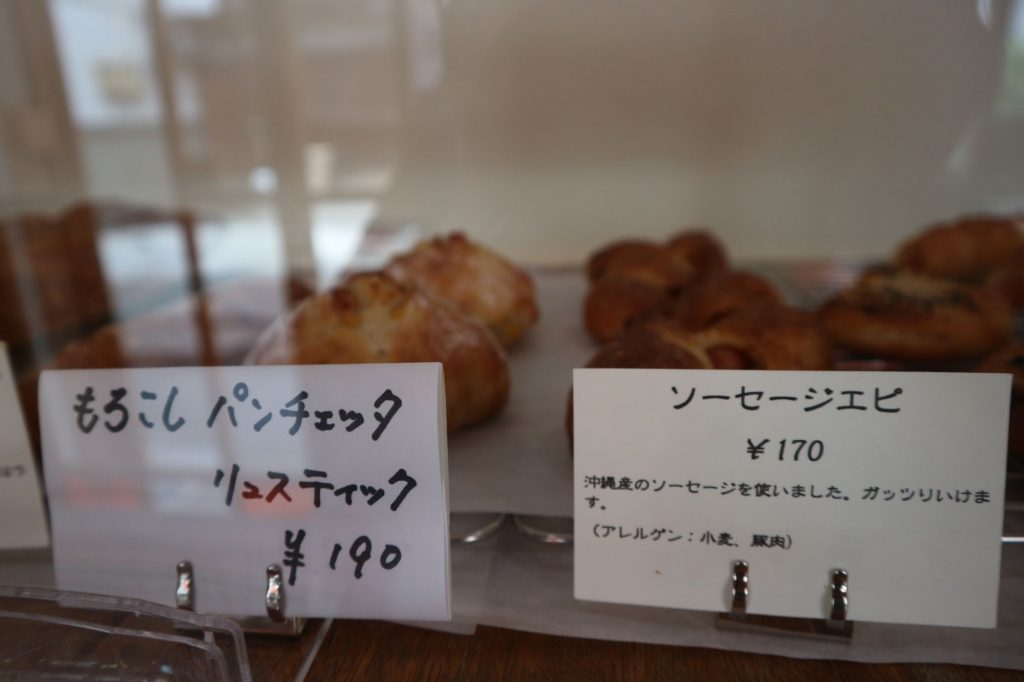 もろこしパンチェッタ
リュスティック
¥190
ソーセージエピ
¥170
沖縄産のソーセージを使いました。ガッツリいけま
す。
(アレルゲン:小麦、豚肉)